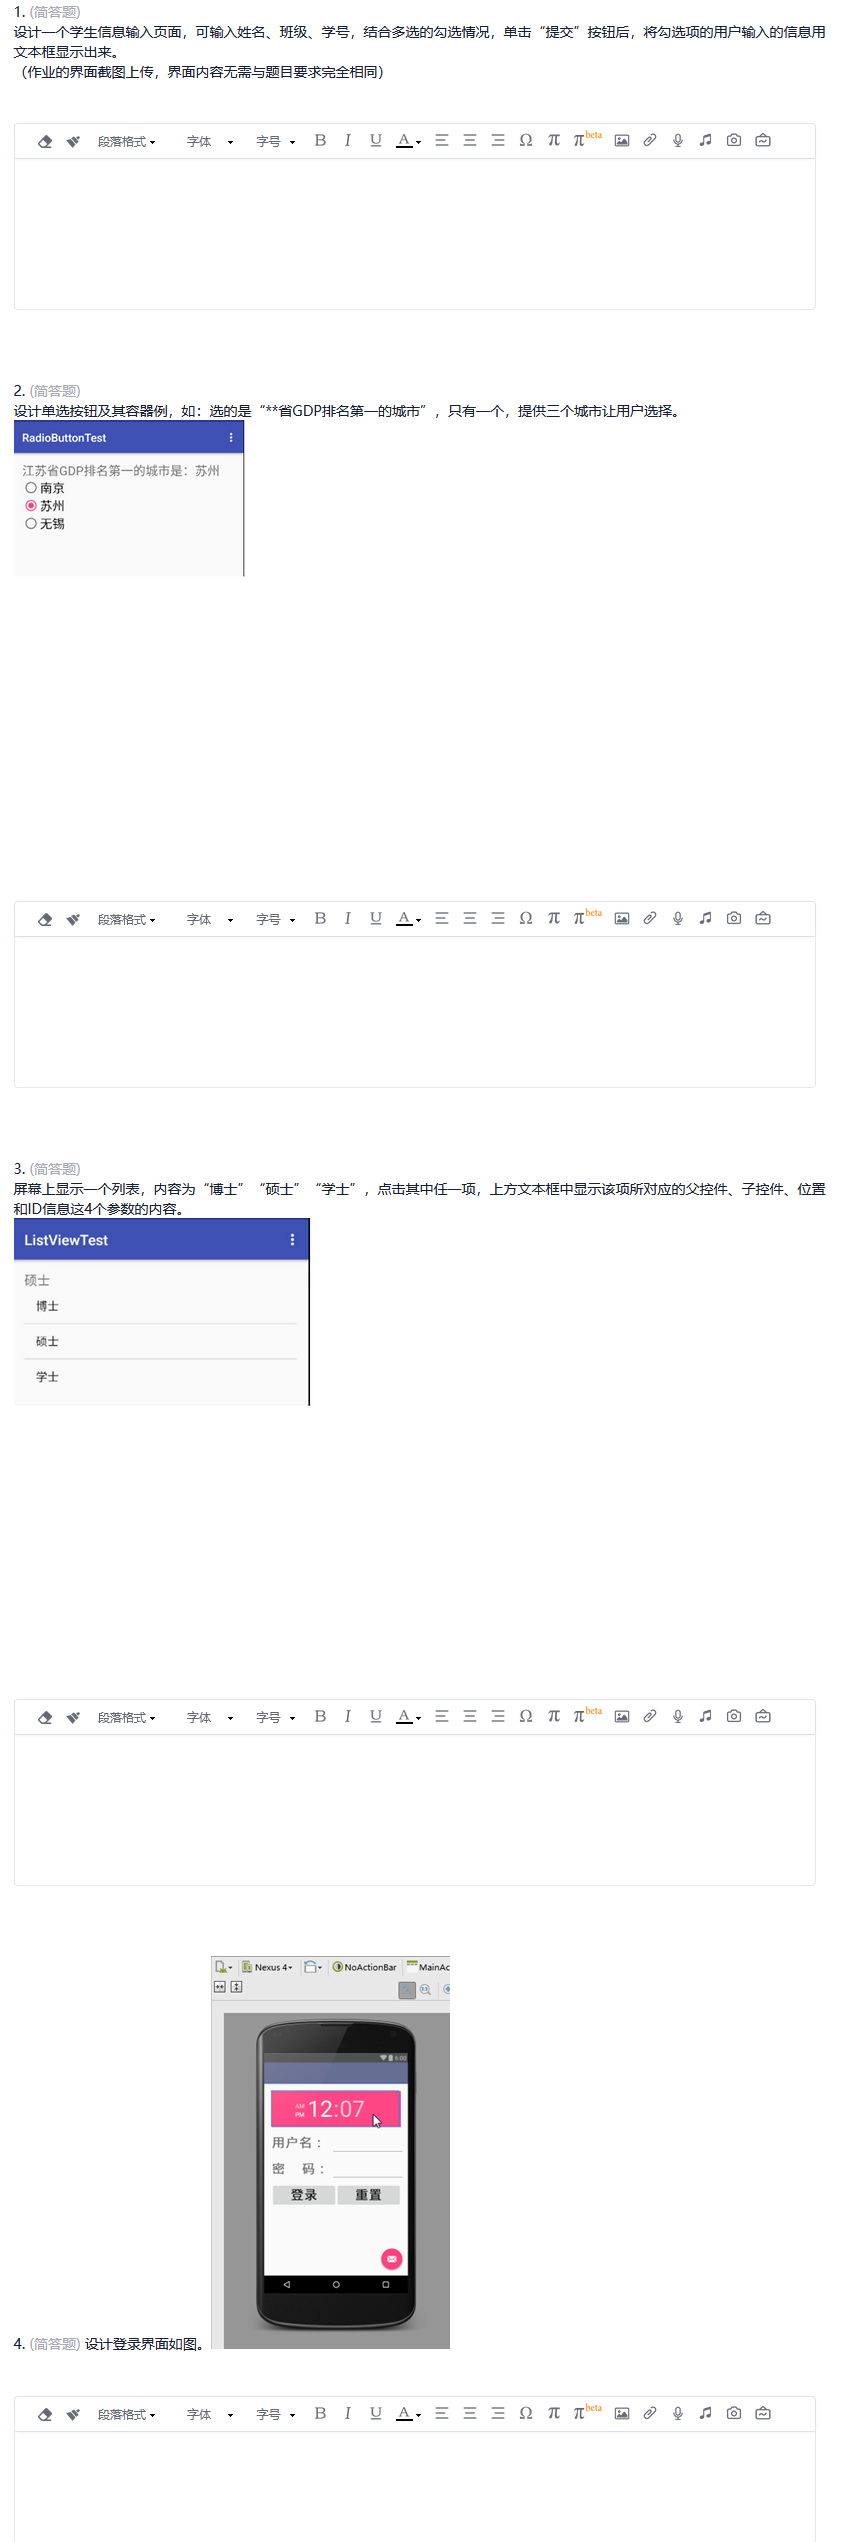 1. (简答题)
设计一个学生信息输入页面，可输入姓名、班级、学号，结合多选的勾选情况，单击“提交”按钮后，将勾选项的用户输入的信息用
文本框显示出来。
（作业的界面截图上传，界面内容无需与题目要求完全相同）
段落格式 字体 字号 B I U A Ω π πbeta
2. (简答题)
设计单选按钮及其容器例，如：选的是“**省GDP排名第一的城市”，只有一个，提供三个城市让用户选择。
RadioButtonTest
江苏省GDP排名第一的城市是：苏州
南京
苏州
无锡
段落格式 字体 字号 B I U A Ω π πbeta
3. (简答题)
屏幕上显示一个列表，内容为“博士”“硕士”“学士”，点击其中任一项，上方文本框中显示该项所对应的父控件、子控件、位置
和ID信息这4个参数的内容。
ListViewTest
硕士
博士
硕士
学士
段落格式 字体 字号 B I U A Ω π πbeta
Nexus 4 NoActionBar MainAc
6:00
AM
PM
12:07
用户名：
密 码：
登录 重置
4. (简答题) 设计登录界面如图。
段落格式 字体 字号 B I U A Ω π πbeta